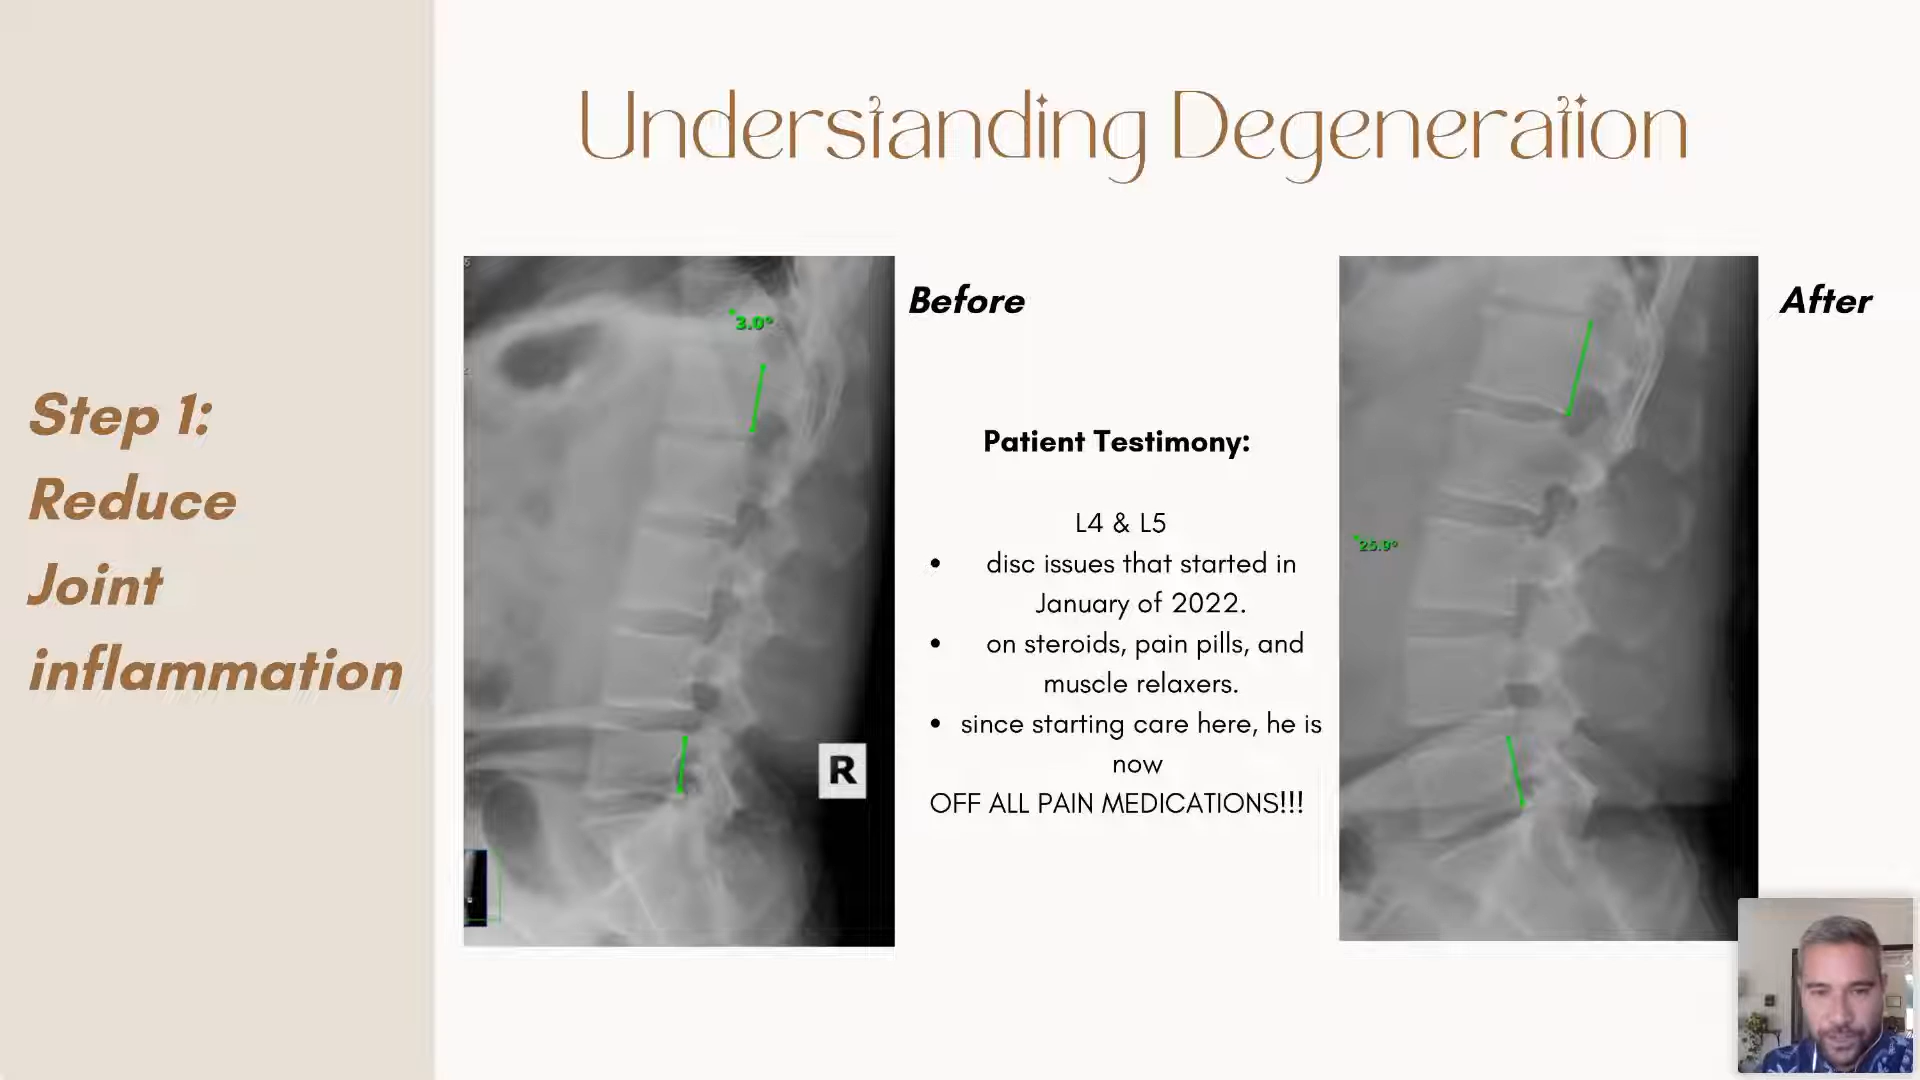 Understanding Degeneration
Step 1:
Reduce
Joint
inflammation
3.0°
R
Before
Patient Testimony:
L4 & L5
• disc issues that started in
January of 2022.
• on steroids, pain pills, and
muscle relaxers.
• since starting care here, he is
now
OFF ALL PAIN MEDICATIONS!!!
After
25.9°